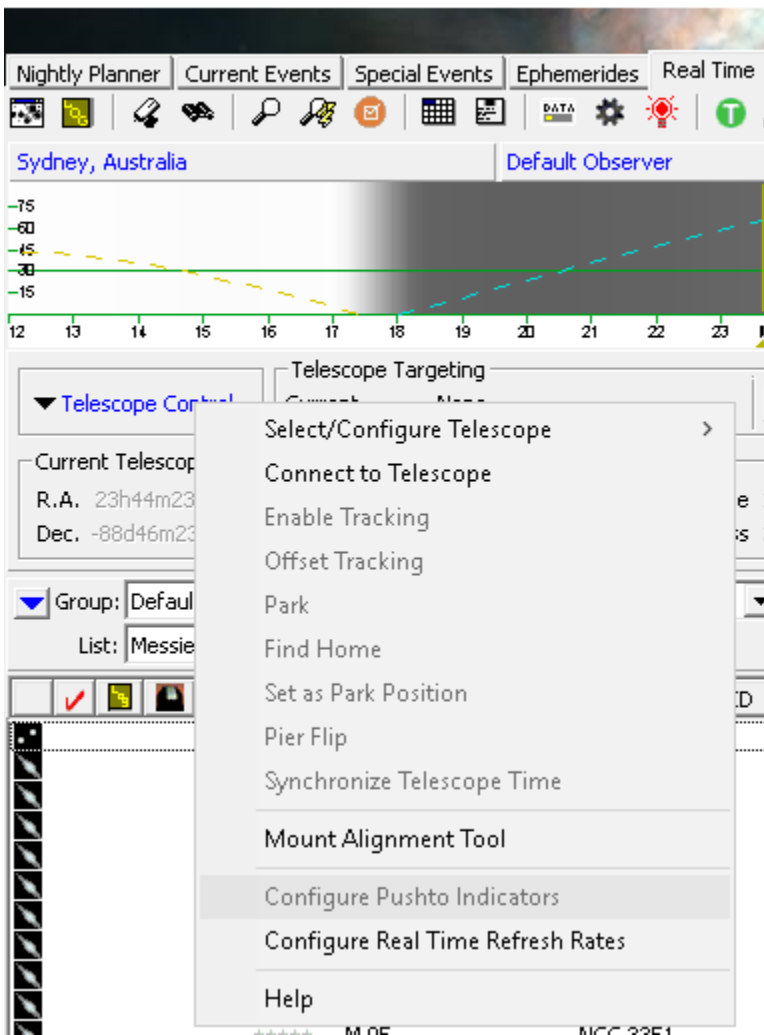 Nightly Planner Current Events Special Events Ephemerides Real Time
DATA T
Sydney, Australia Default Observer
75
60
45
30
15
12 13 14 15 16 17 18 19 20 21 22 23
Telescope Targeting
Telescope Control
Current None
Select/Configure Telescope
Current Telescop
Connect to Telescope
R.A. 23h44m23
Enable Tracking
Dec. -88d46m23
Offset Tracking
Park
Group: Defaul
Find Home
List: Messie
Set as Park Position
Pier Flip
Synchronize Telescope Time
Mount Alignment Tool
Configure Pushto Indicators
Configure Real Time Refresh Rates
Help